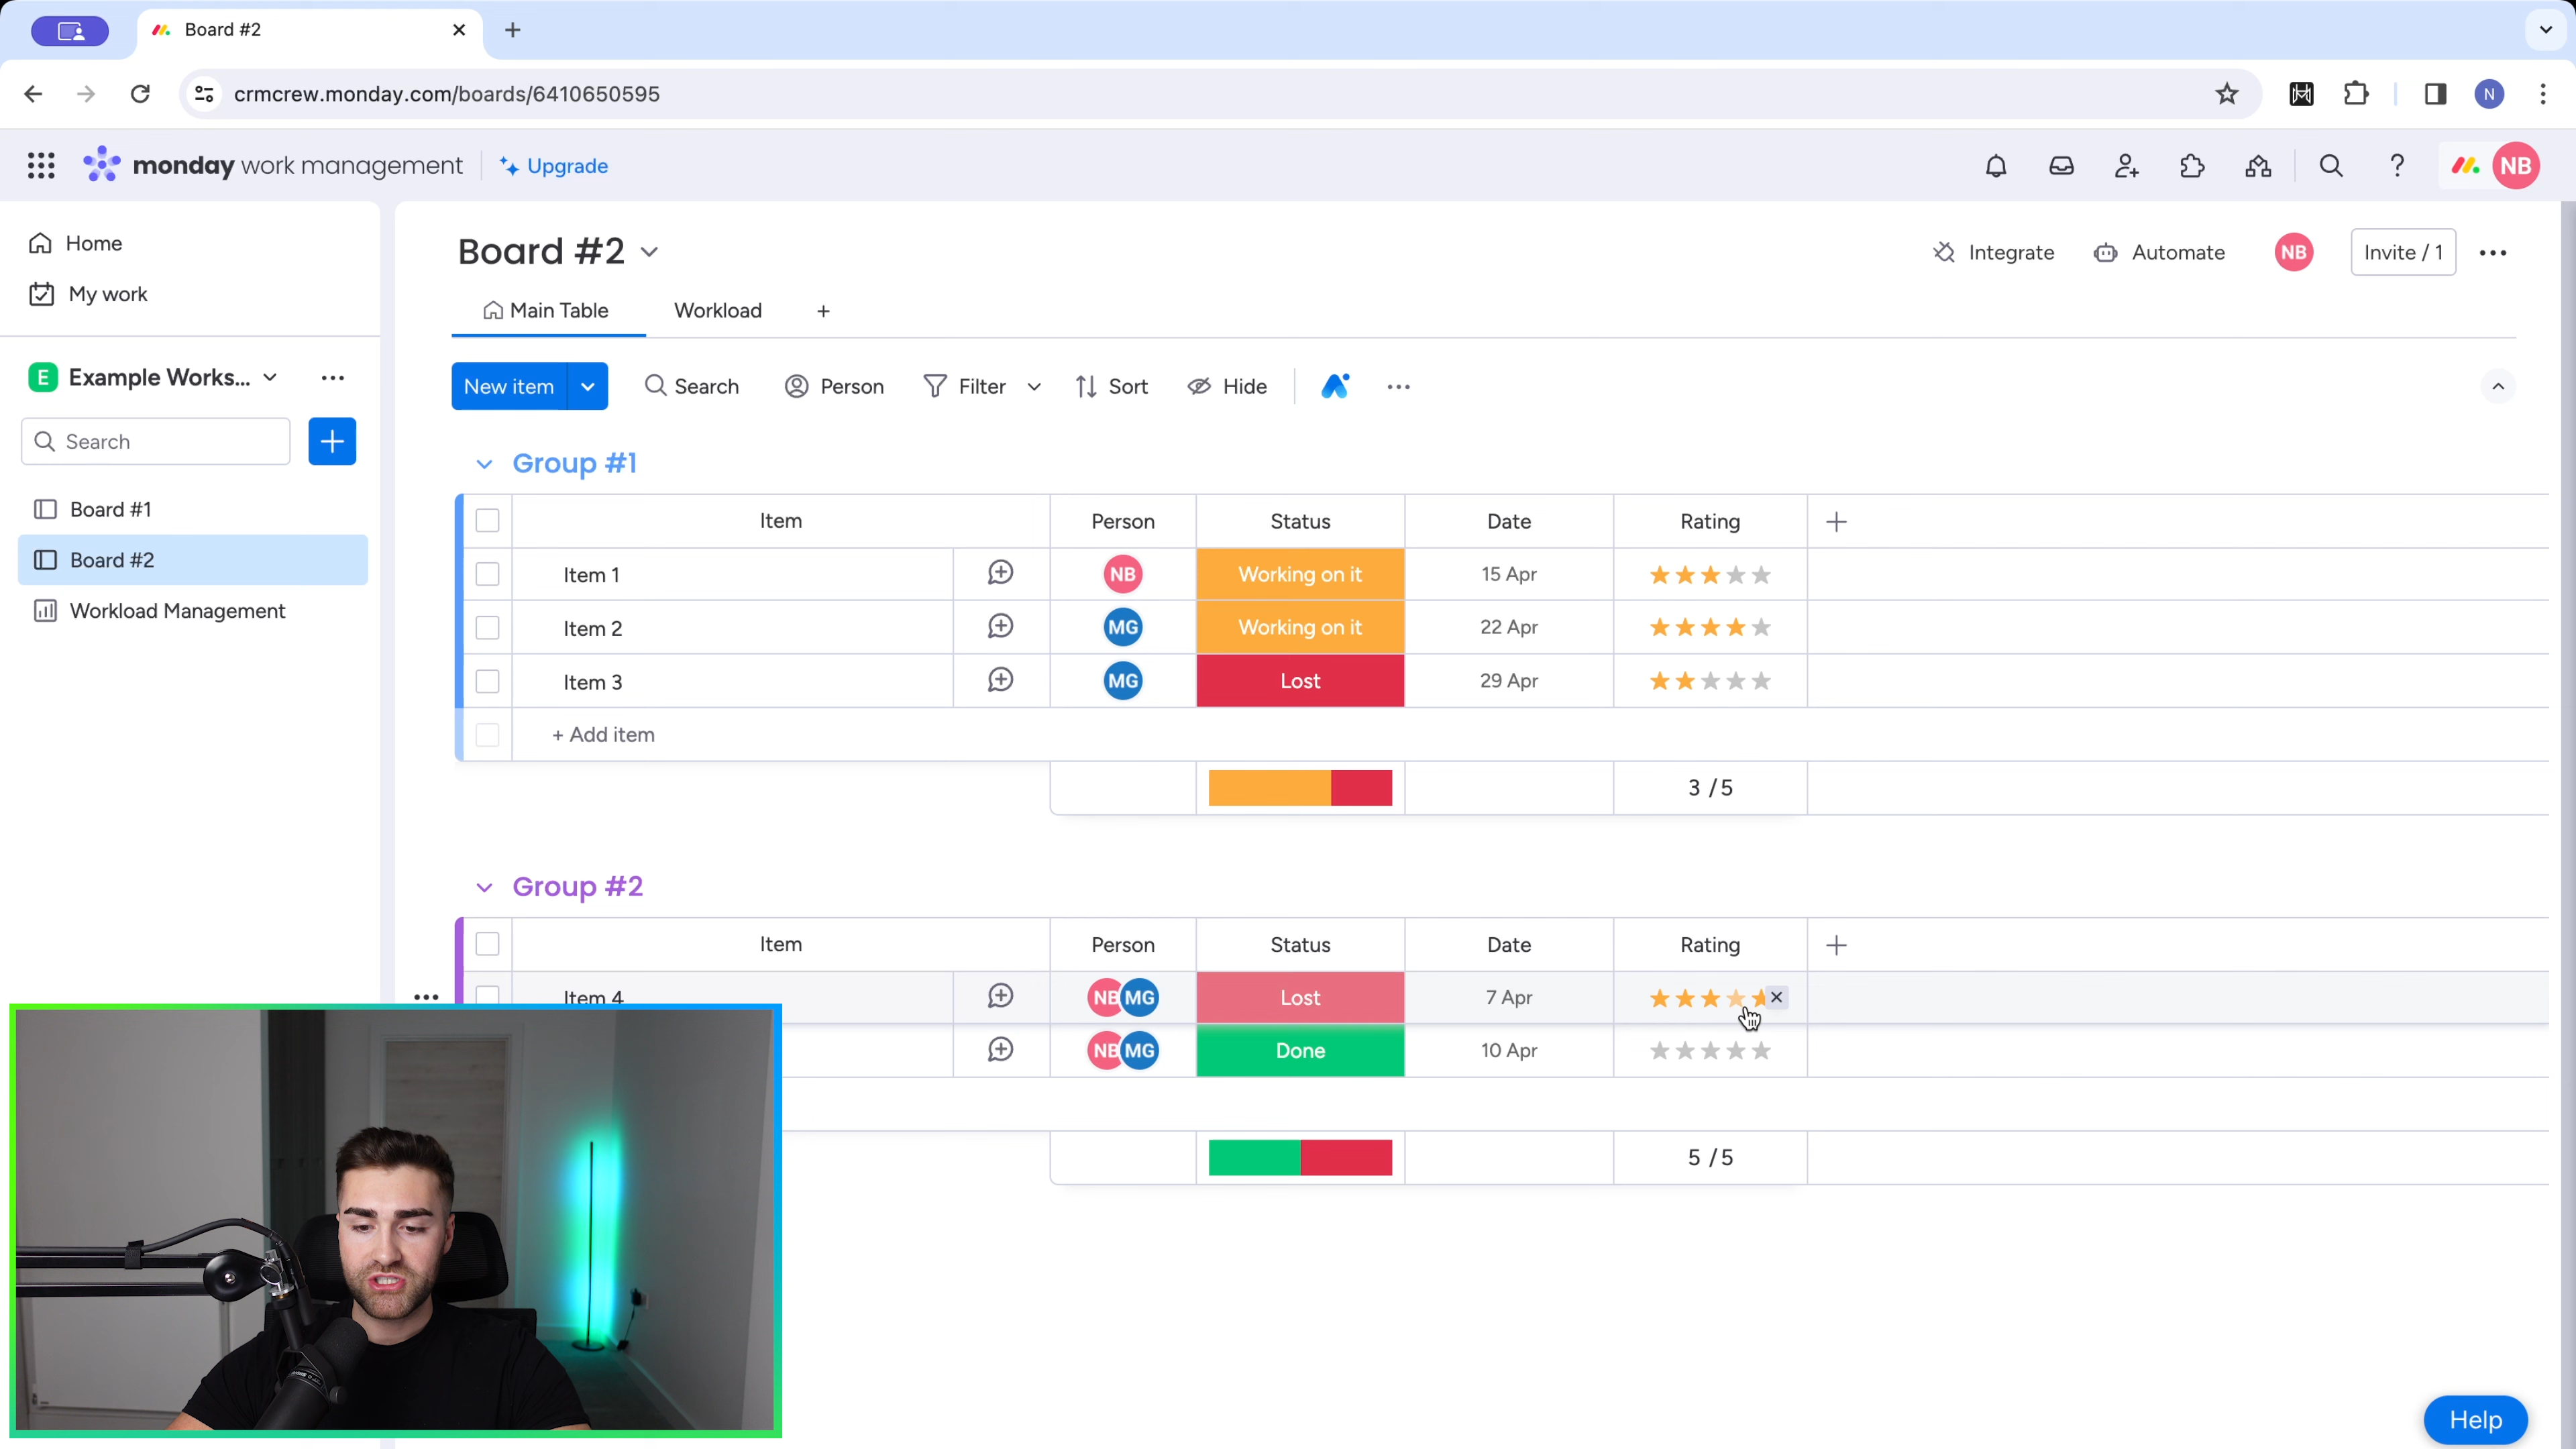 Board #2
crmcrew.monday.com/boards/6410650595
N
monday work management
Upgrade
NB
Home
My work
E Example Works...
Search
Board #1
Board #2
Workload Management
Board #2
Integrate
Automate
NB
Invite / 1
Main Table
Workload
New item
Search
Person
Filter
Sort
Hide
Group #1
Item Person Status Date Rating
Item 1 NB Working on it 15 Apr
Item 2 MG Working on it 22 Apr
Item 3 MG Lost 29 Apr
+ Add item
3 / 5
Group #2
Item Person Status Date Rating
Item 4 NB MG Lost 7 Apr
NB MG Done 10 Apr
5 / 5
Help